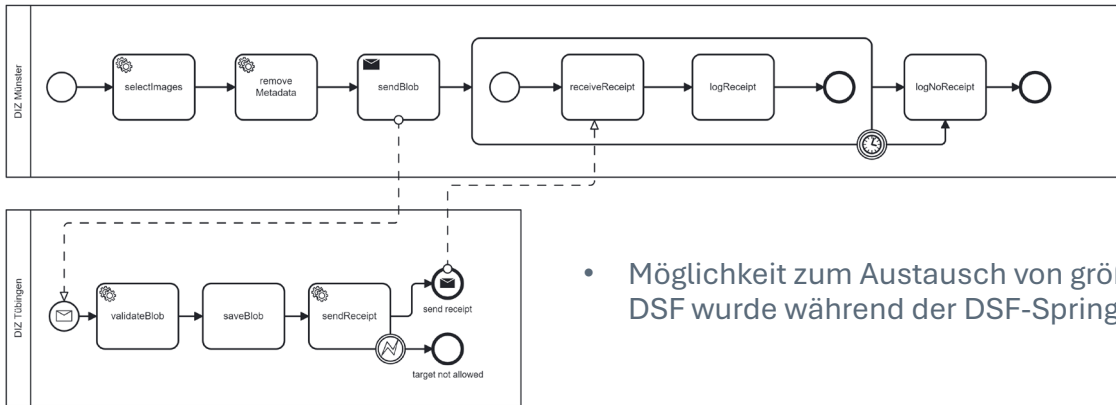 DIZ Münster
selectImages
remove
Metadata
sendBlob
receiveReceipt
logReceipt
logNoReceipt
DIZ Tübingen
validateBlob
saveBlob
sendReceipt
send receipt
target not allowed
• Möglichkeit zum Austausch von
DSF wurde während der DSF-Spring